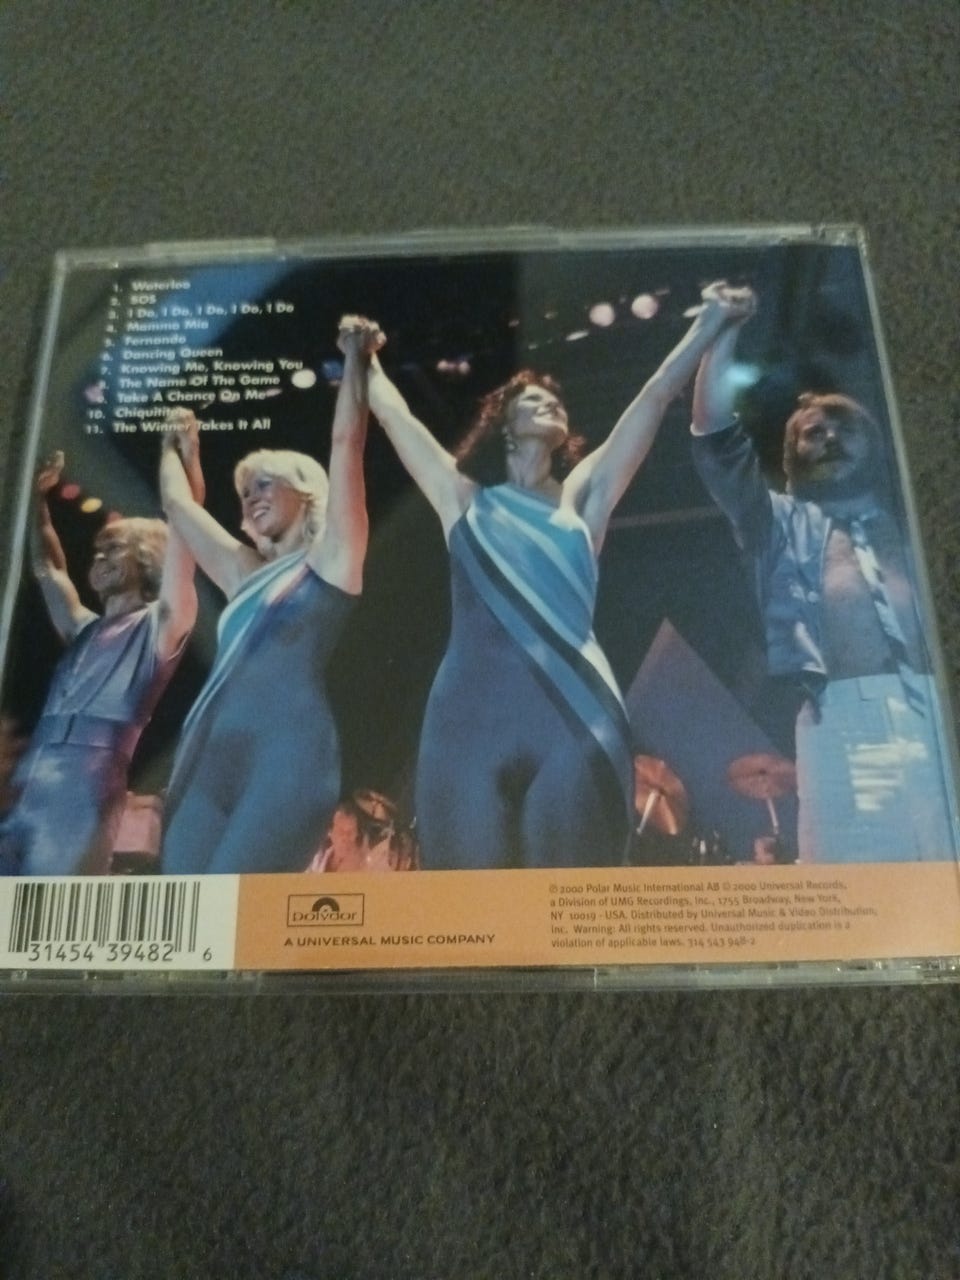 1. Waterloo
2. SOS
3. I Do, I Do, I Do, I Do, I Do
4. Mamma Mia
5. Fernando
6. Dancing Queen
7. Knowing Me, Knowing You
8. The Name Of The Game
9. Take A Chance On Me
10. Chiquitita
11. The Winner Takes It All
31454 39482 6
polydor
A UNIVERSAL MUSIC COMPANY
℗ 2000 Polar Music International AB © 2000 Universal Records,
a Division of UMG Recordings, Inc., 1755 Broadway, New York,
NY 10019 - USA. Distributed by Universal Music & Video Distribution,
Inc. Warning: All rights reserved. Unauthorized duplication is a
violation of applicable laws. 314 543 948-2